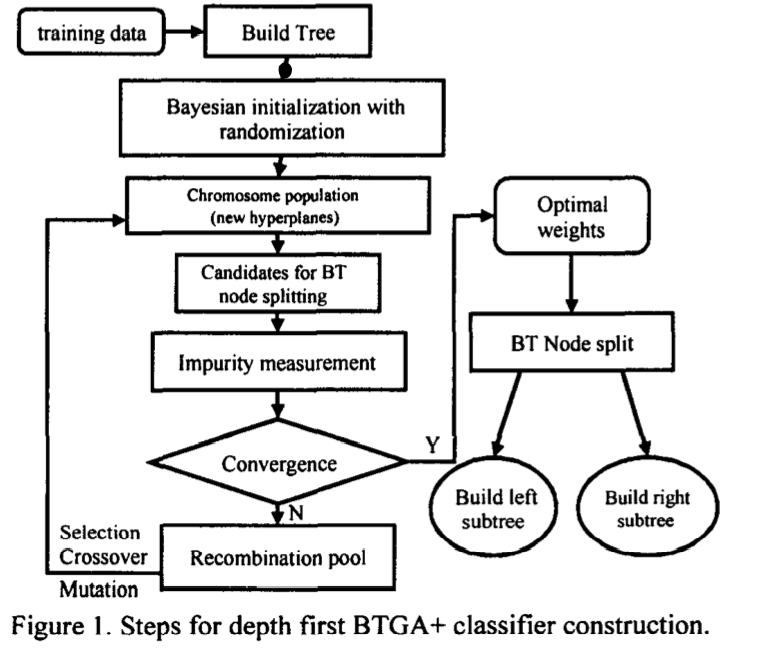 training data
Build Tree
Bayesian initialization with
randomization
Chromosome population
(new hyperplanes)
Candidates for BT
node splitting
Impurity measurement
Convergence
Y
N
Recombination pool
Selection
Crossover
Mutation
Optimal
weights
BT Node split
Build left
subtree
Build right
subtree
Figure 1. Steps for depth first BTGA+ classifier construction.